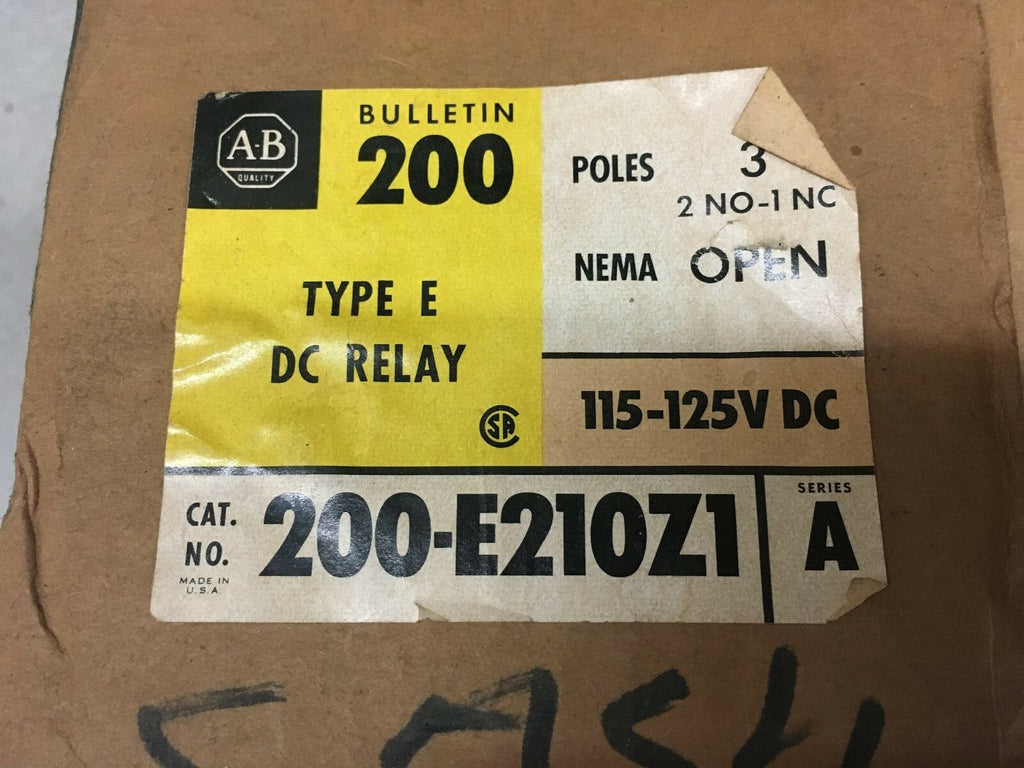 A-B
QUALITY
BULLETIN
200
TYPE E
DC RELAY
CSA
POLES 3
2 NO-1 NC
NEMA OPEN
115-125V DC
CAT. NO. 200-E210Z1
MADE IN
U.S.A.
SERIES
A